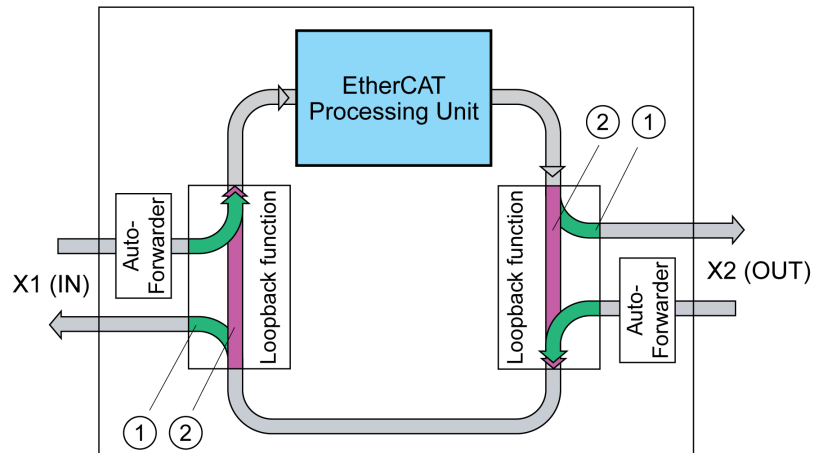 EtherCAT
Processing Unit
2
1
Auto-
Forwarder
Loopback function
X1 (IN)
Loopback function
X2 (OUT)
Auto-
Forwarder
1
2